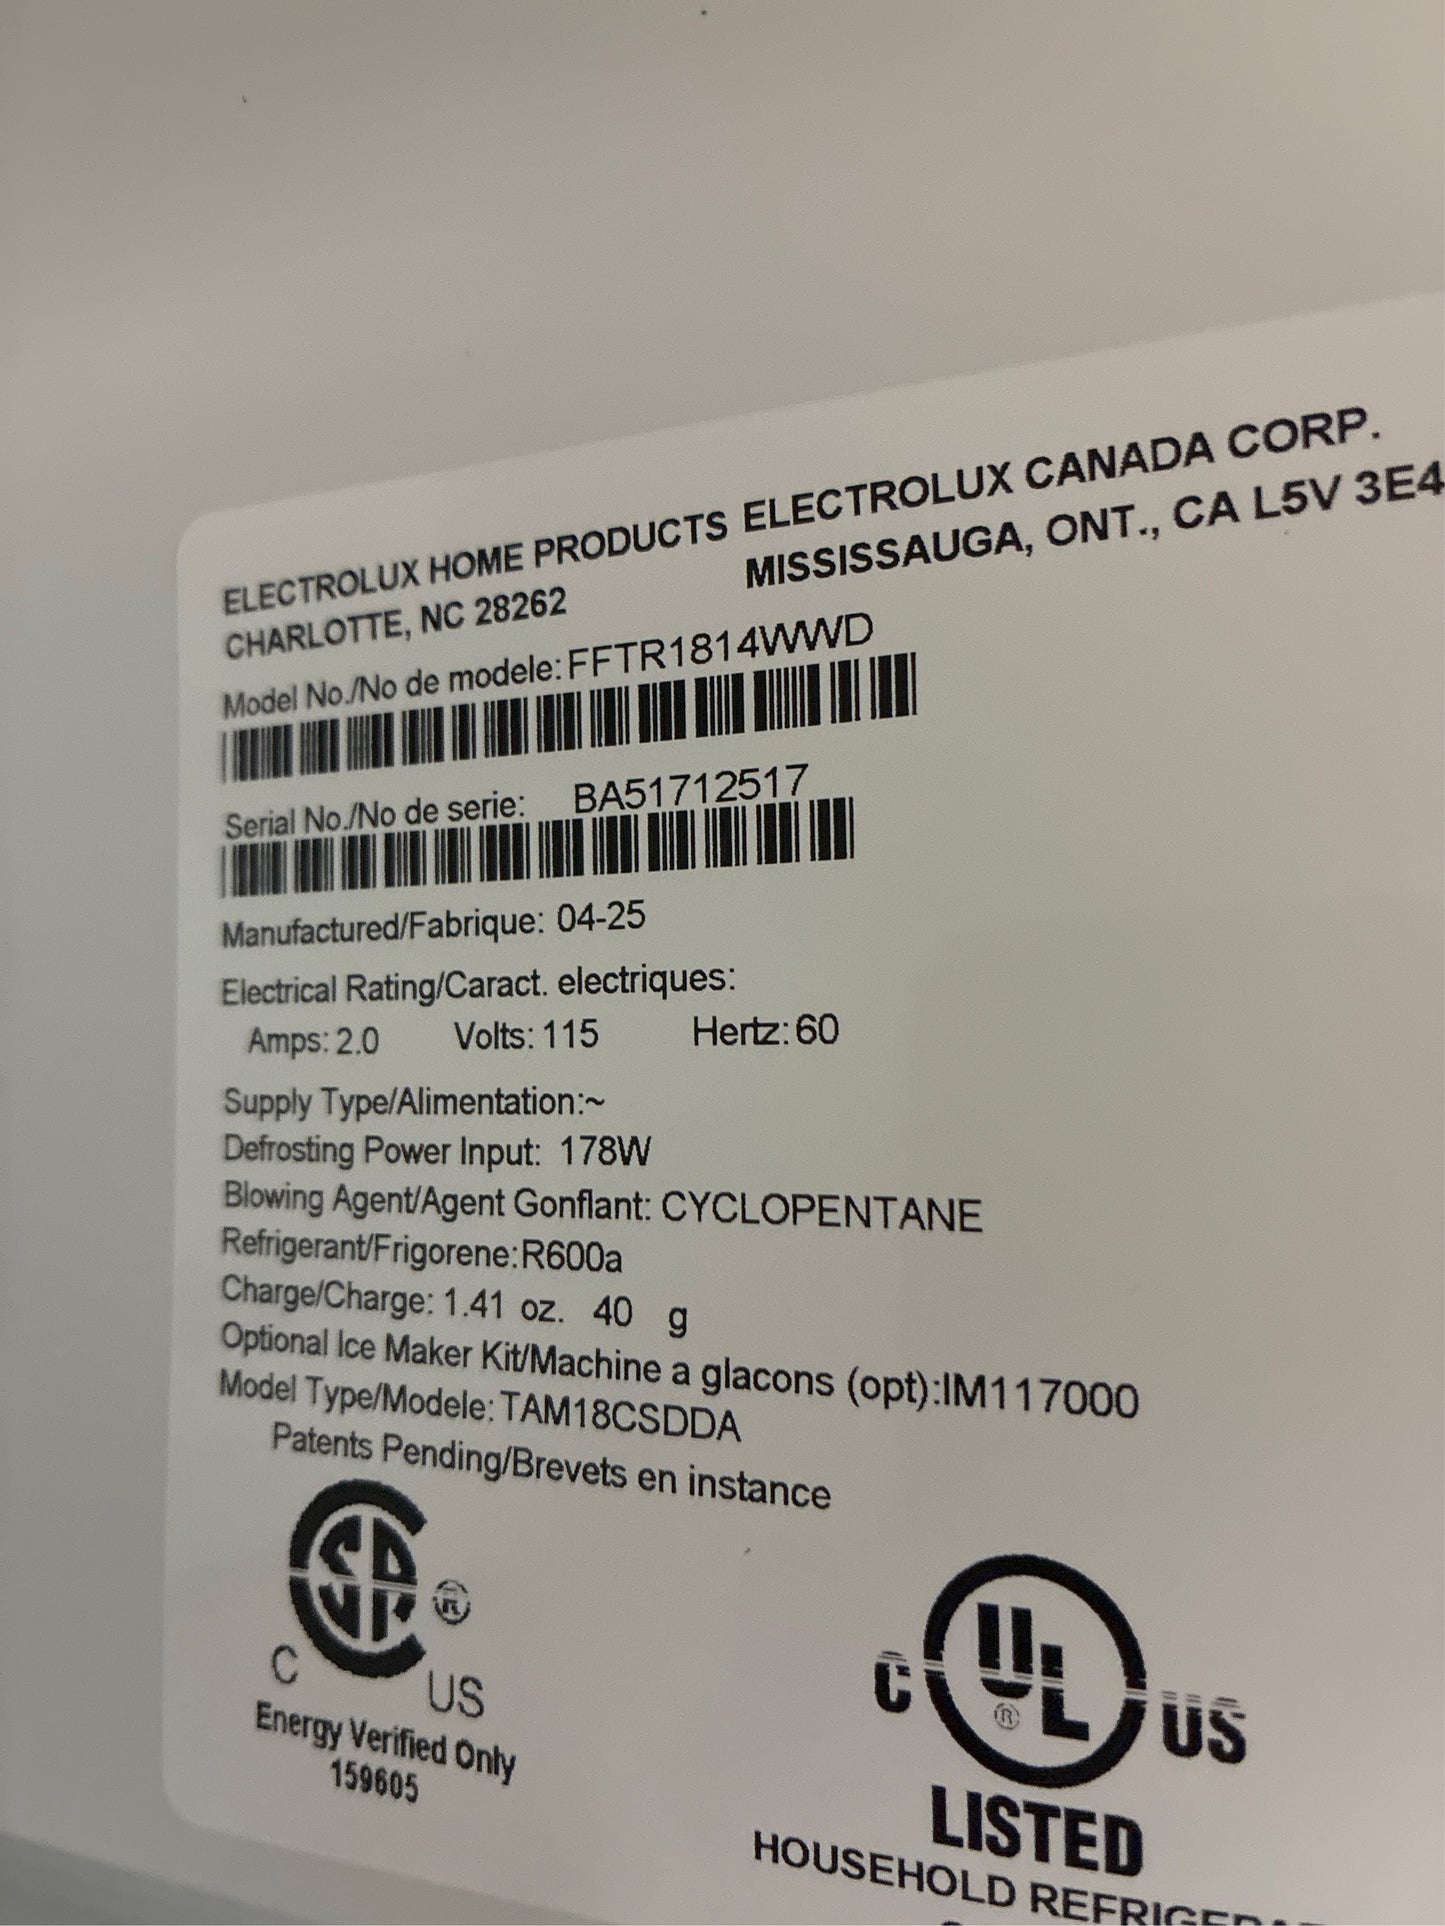 ELECTROLUX HOME PRODUCTS ELECTROLUX CANADA CORP.
CHARLOTTE, NC 28262 MISSISSAUGA, ONT., CA L5V 3E4
Model No./No de modele: FFTR1814WWD
Serial No./No de serie: BA51712517
Manufactured/Fabrique: 04-25
Electrical Rating/Caract. electriques:
Amps: 2.0 Volts: 115 Hertz: 60
Supply Type/Alimentation:~
Defrosting Power Input: 178W
Blowing Agent/Agent Gonflant: CYCLOPENTANE
Refrigerant/Frigorene:R600a
Charge/Charge: 1.41 oz. 40 g
Optional Ice Maker Kit/Machine a glacons (opt):IM117000
Model Type/Modele: TAM18CSDDA
Patents Pending/Brevets en instance
C SA ® US
Energy Verified Only
159605
C UL ® US
LISTED
HOUSEHOLD